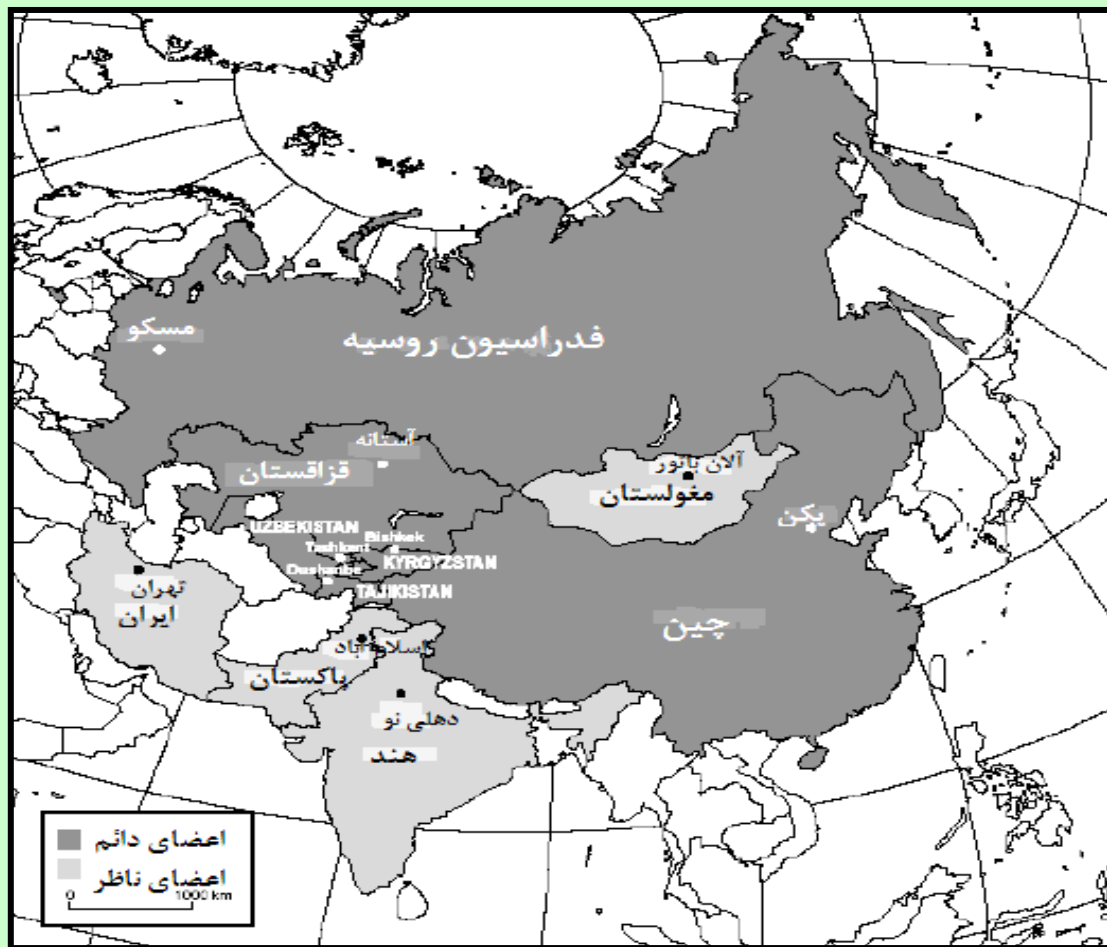 فدراسیون روسیه
مسکو
آستانه
قزاقستان
آلان باتور
مغولستان
پکن
UZBEKISTAN
Tashkent
Bishkek
KYRGYZSTAN
Dushanbe
TAJIKISTAN
تهران
ایران
چین
اسلام آباد
پاکستان
دهلی نو
هند
اعضای دائم
اعضای ناظر
0 1000 km